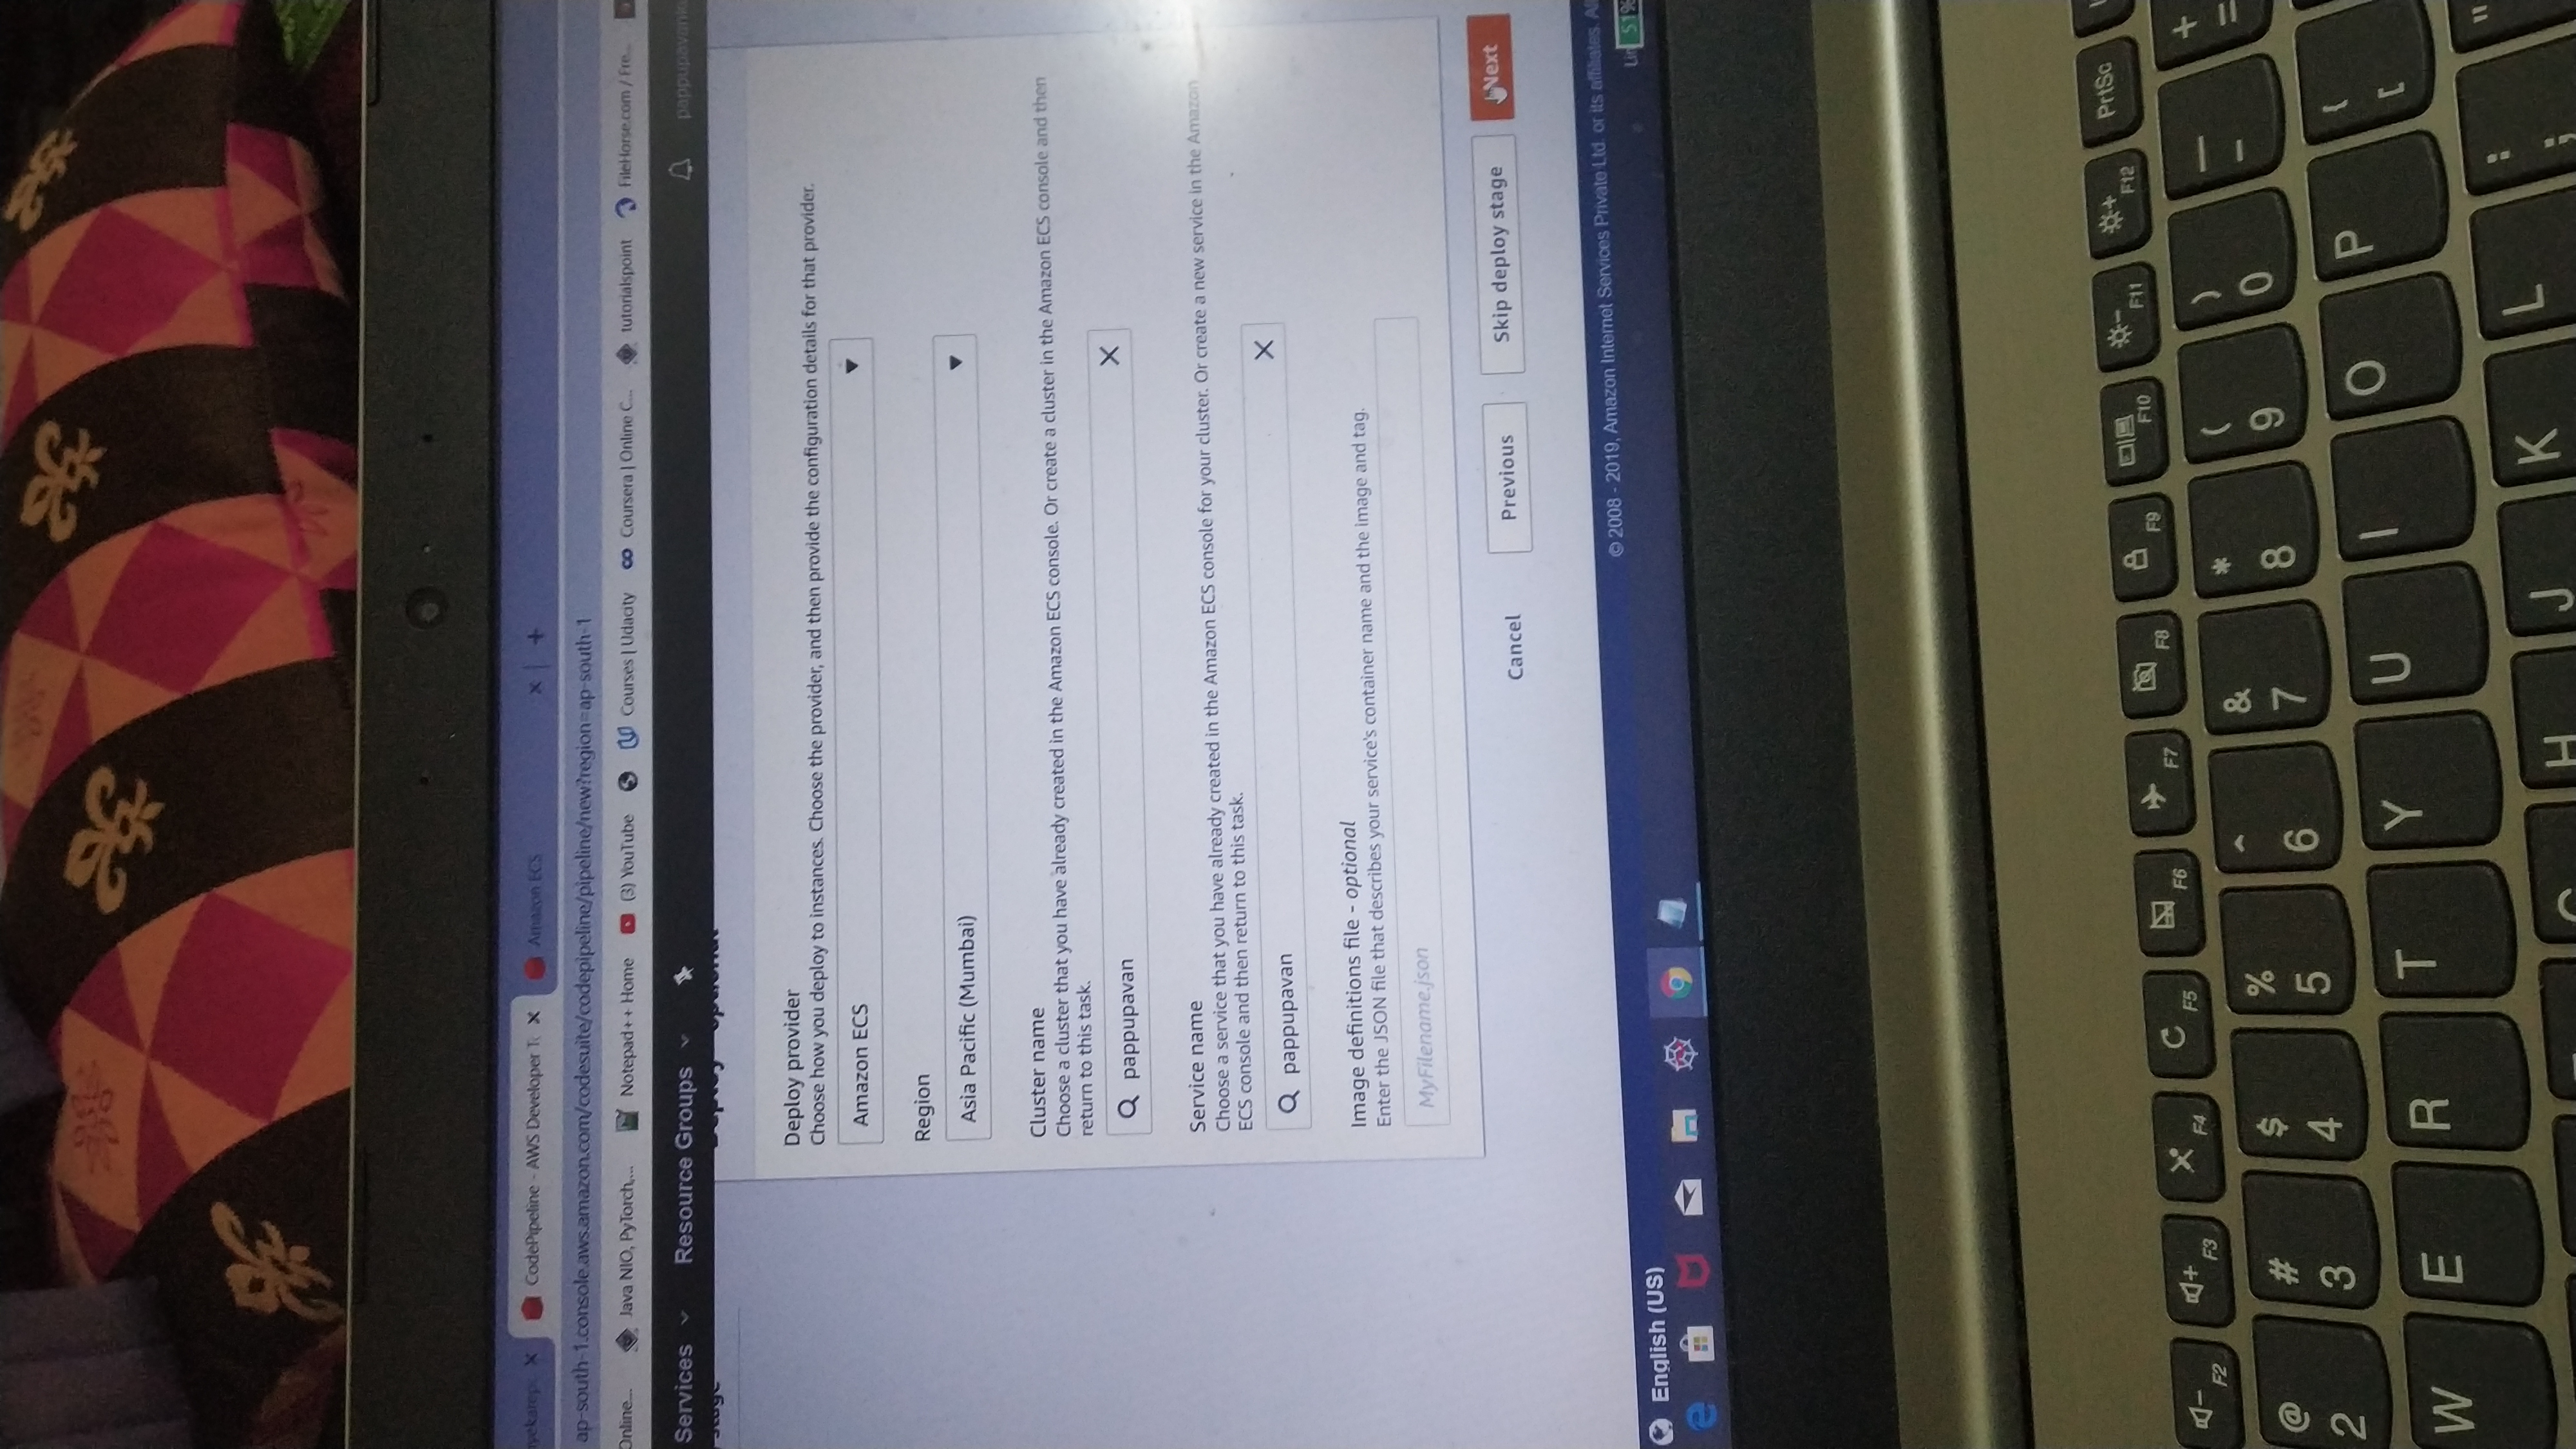 CodePipeline - AWS Developer T
Amazon ECS
ap-south-1.console.aws.amazon.com/codesuite/codepipeline/pipeline/new?region=ap-south-1
Online...
Java NIO, PyTorch,...
Notepad++ Home
(3) YouTube
Courses | Udacity
Coursera | Online C...
tutorialspoint
FileHorse.com / Fre...
Services
Resource Groups
stage
Deploy - optional
Deploy provider
Choose how you deploy to instances. Choose the provider, and then provide the configuration details for that provider.
Amazon ECS
Region
Asia Pacific (Mumbai)
Cluster name
Choose a cluster that you have already created in the Amazon ECS console. Or create a cluster in the Amazon ECS console and then
return to this task.
pappupavan
Service name
Choose a service that you have already created in the Amazon ECS console for your cluster. Or create a new service in the Amazon
ECS console and then return to this task.
pappupavan
Image definitions file - optional
Enter the JSON file that describes your service's container name and the image and tag.
MyFilename.json
Cancel
Previous
Skip deploy stage
Next
© 2008 - 2019, Amazon Internet Services Private Ltd. or its affiliates.
51%
English (US)
F2
F3
F4
F5
F6
F7
F8
F9
F10
F11
F12
PrtSc
@ # $ % ^ & * ( ) — +
2 3 4 5 6 7 8 9 0 - =
W E R T Y U I O P { [
H J K L : ; "